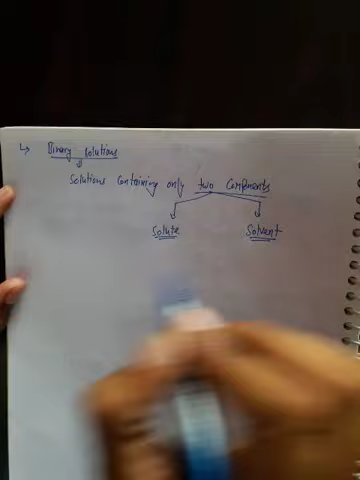 ↳ Binary solutions
⇓
Solutions Containing only two Components
Solute Solvent